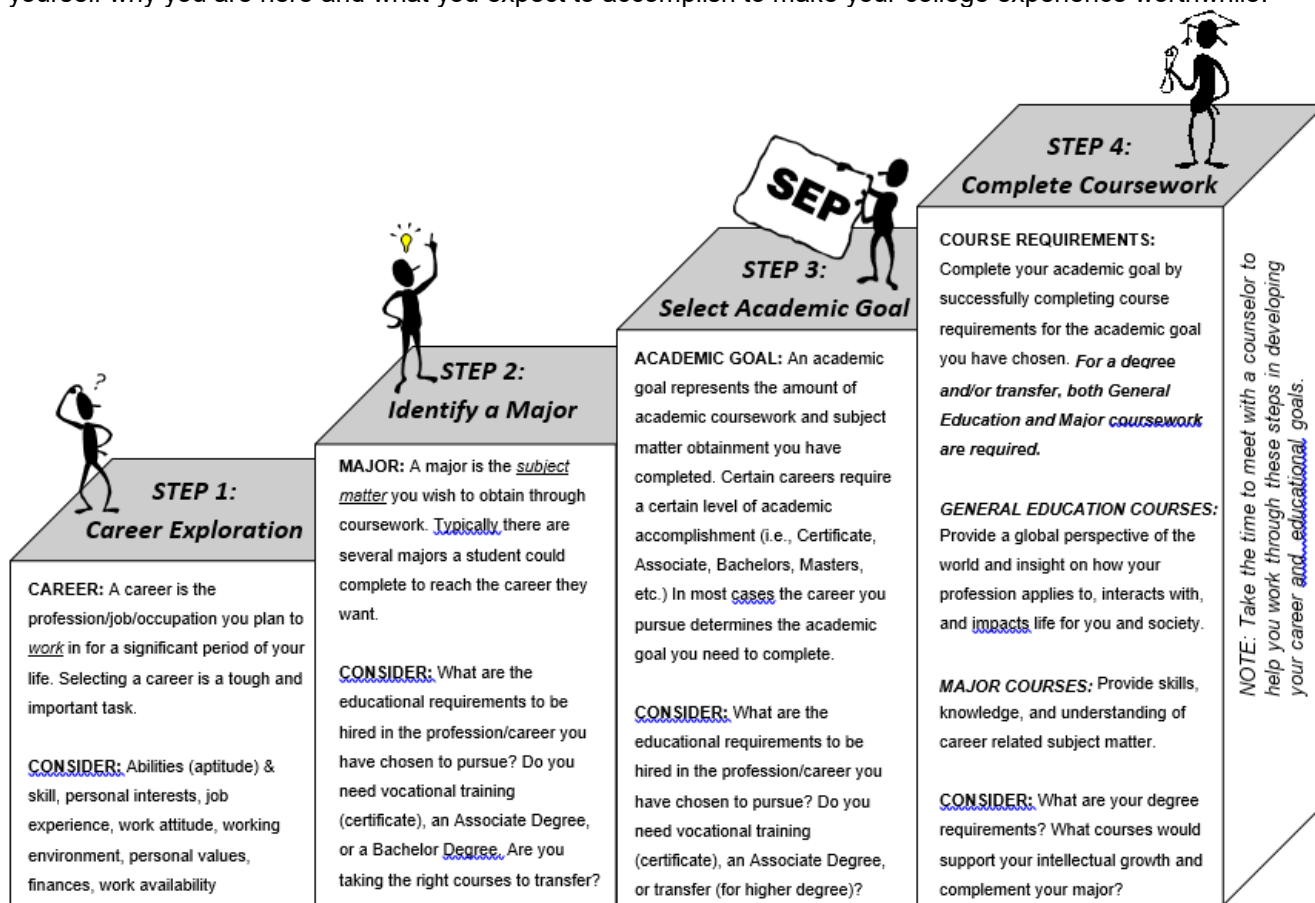 yourself why you are here and what you expect to accomplish to make your college experience worthwhile.
?
STEP 1:
Career Exploration
CAREER: A career is the
profession/job/occupation you plan to
work in for a significant period of your
life. Selecting a career is a tough and
important task.
CONSIDER: Abilities (aptitude) &
skill, personal interests, job
experience, work attitude, working
environment, personal values,
finances, work availability
STEP 2:
Identify a Major
MAJOR: A major is the subject
matter you wish to obtain through
coursework. Typically there are
several majors a student could
complete to reach the career they
want.
CONSIDER: What are the
educational requirements to be
hired in the profession/career you
have chosen to pursue? Do you
need vocational training
(certificate), an Associate Degree,
or a Bachelor Degree. Are you
taking the right courses to transfer?
SEP
STEP 3:
Select Academic Goal
ACADEMIC GOAL: An academic
goal represents the amount of
academic coursework and subject
matter obtainment you have
completed. Certain careers require
a certain level of academic
accomplishment (i.e., Certificate,
Associate, Bachelors, Masters,
etc.) In most cases the career you
pursue determines the academic
goal you need to complete.
CONSIDER: What are the
educational requirements to be
hired in the profession/career you
have chosen to pursue? Do you
need vocational training
(certificate), an Associate Degree,
or transfer (for higher degree)?
STEP 4:
Complete Coursework
COURSE REQUIREMENTS:
Complete your academic goal by
successfully completing course
requirements for the academic goal
you have chosen. For a degree
and/or transfer, both General
Education and Major coursework
are required.
GENERAL EDUCATION COURSES:
Provide a global perspective of the
world and insight on how your
profession applies to, interacts with,
and impacts life for you and society.
MAJOR COURSES: Provide skills,
knowledge, and understanding of
career related subject matter.
CONSIDER: What are your degree
requirements? What courses would
support your intellectual growth and
complement your major?
NOTE: Take the time to meet with a counselor to
help you work through these steps in developing
your career and educational goals.